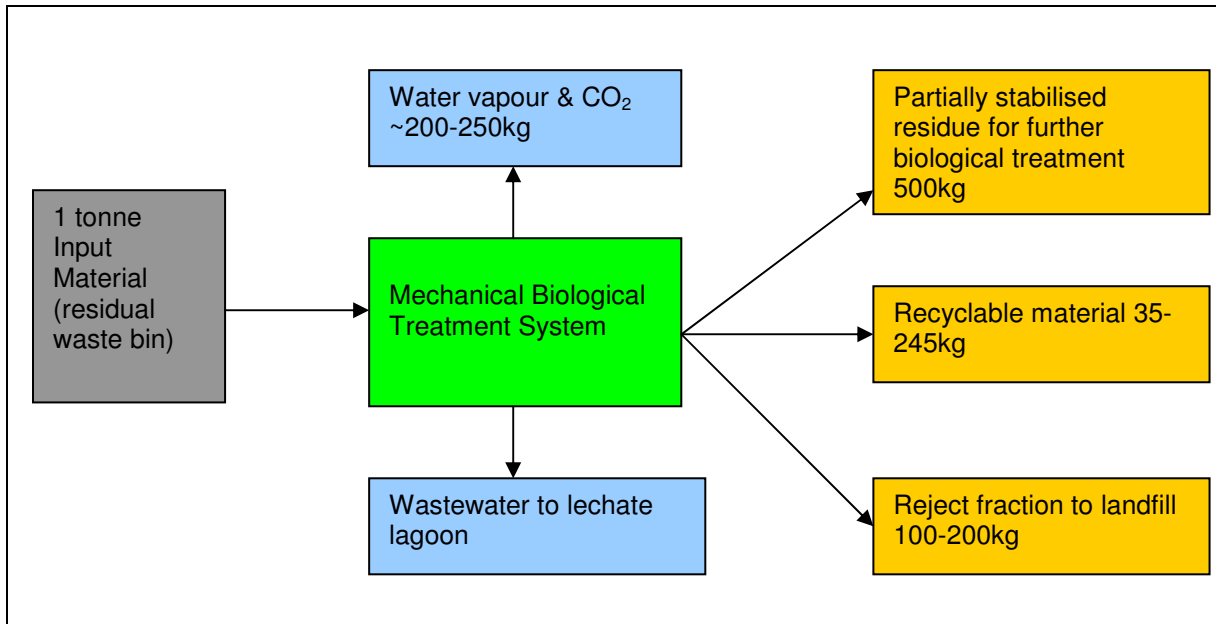 1 tonne
Input
Material
(residual
waste bin)
Water vapour & CO₂
~200-250kg
Mechanical Biological
Treatment System
Wastewater to lechate
lagoon
Partially stabilised
residue for further
biological treatment
500kg
Recyclable material 35-
245kg
Reject fraction to landfill
100-200kg